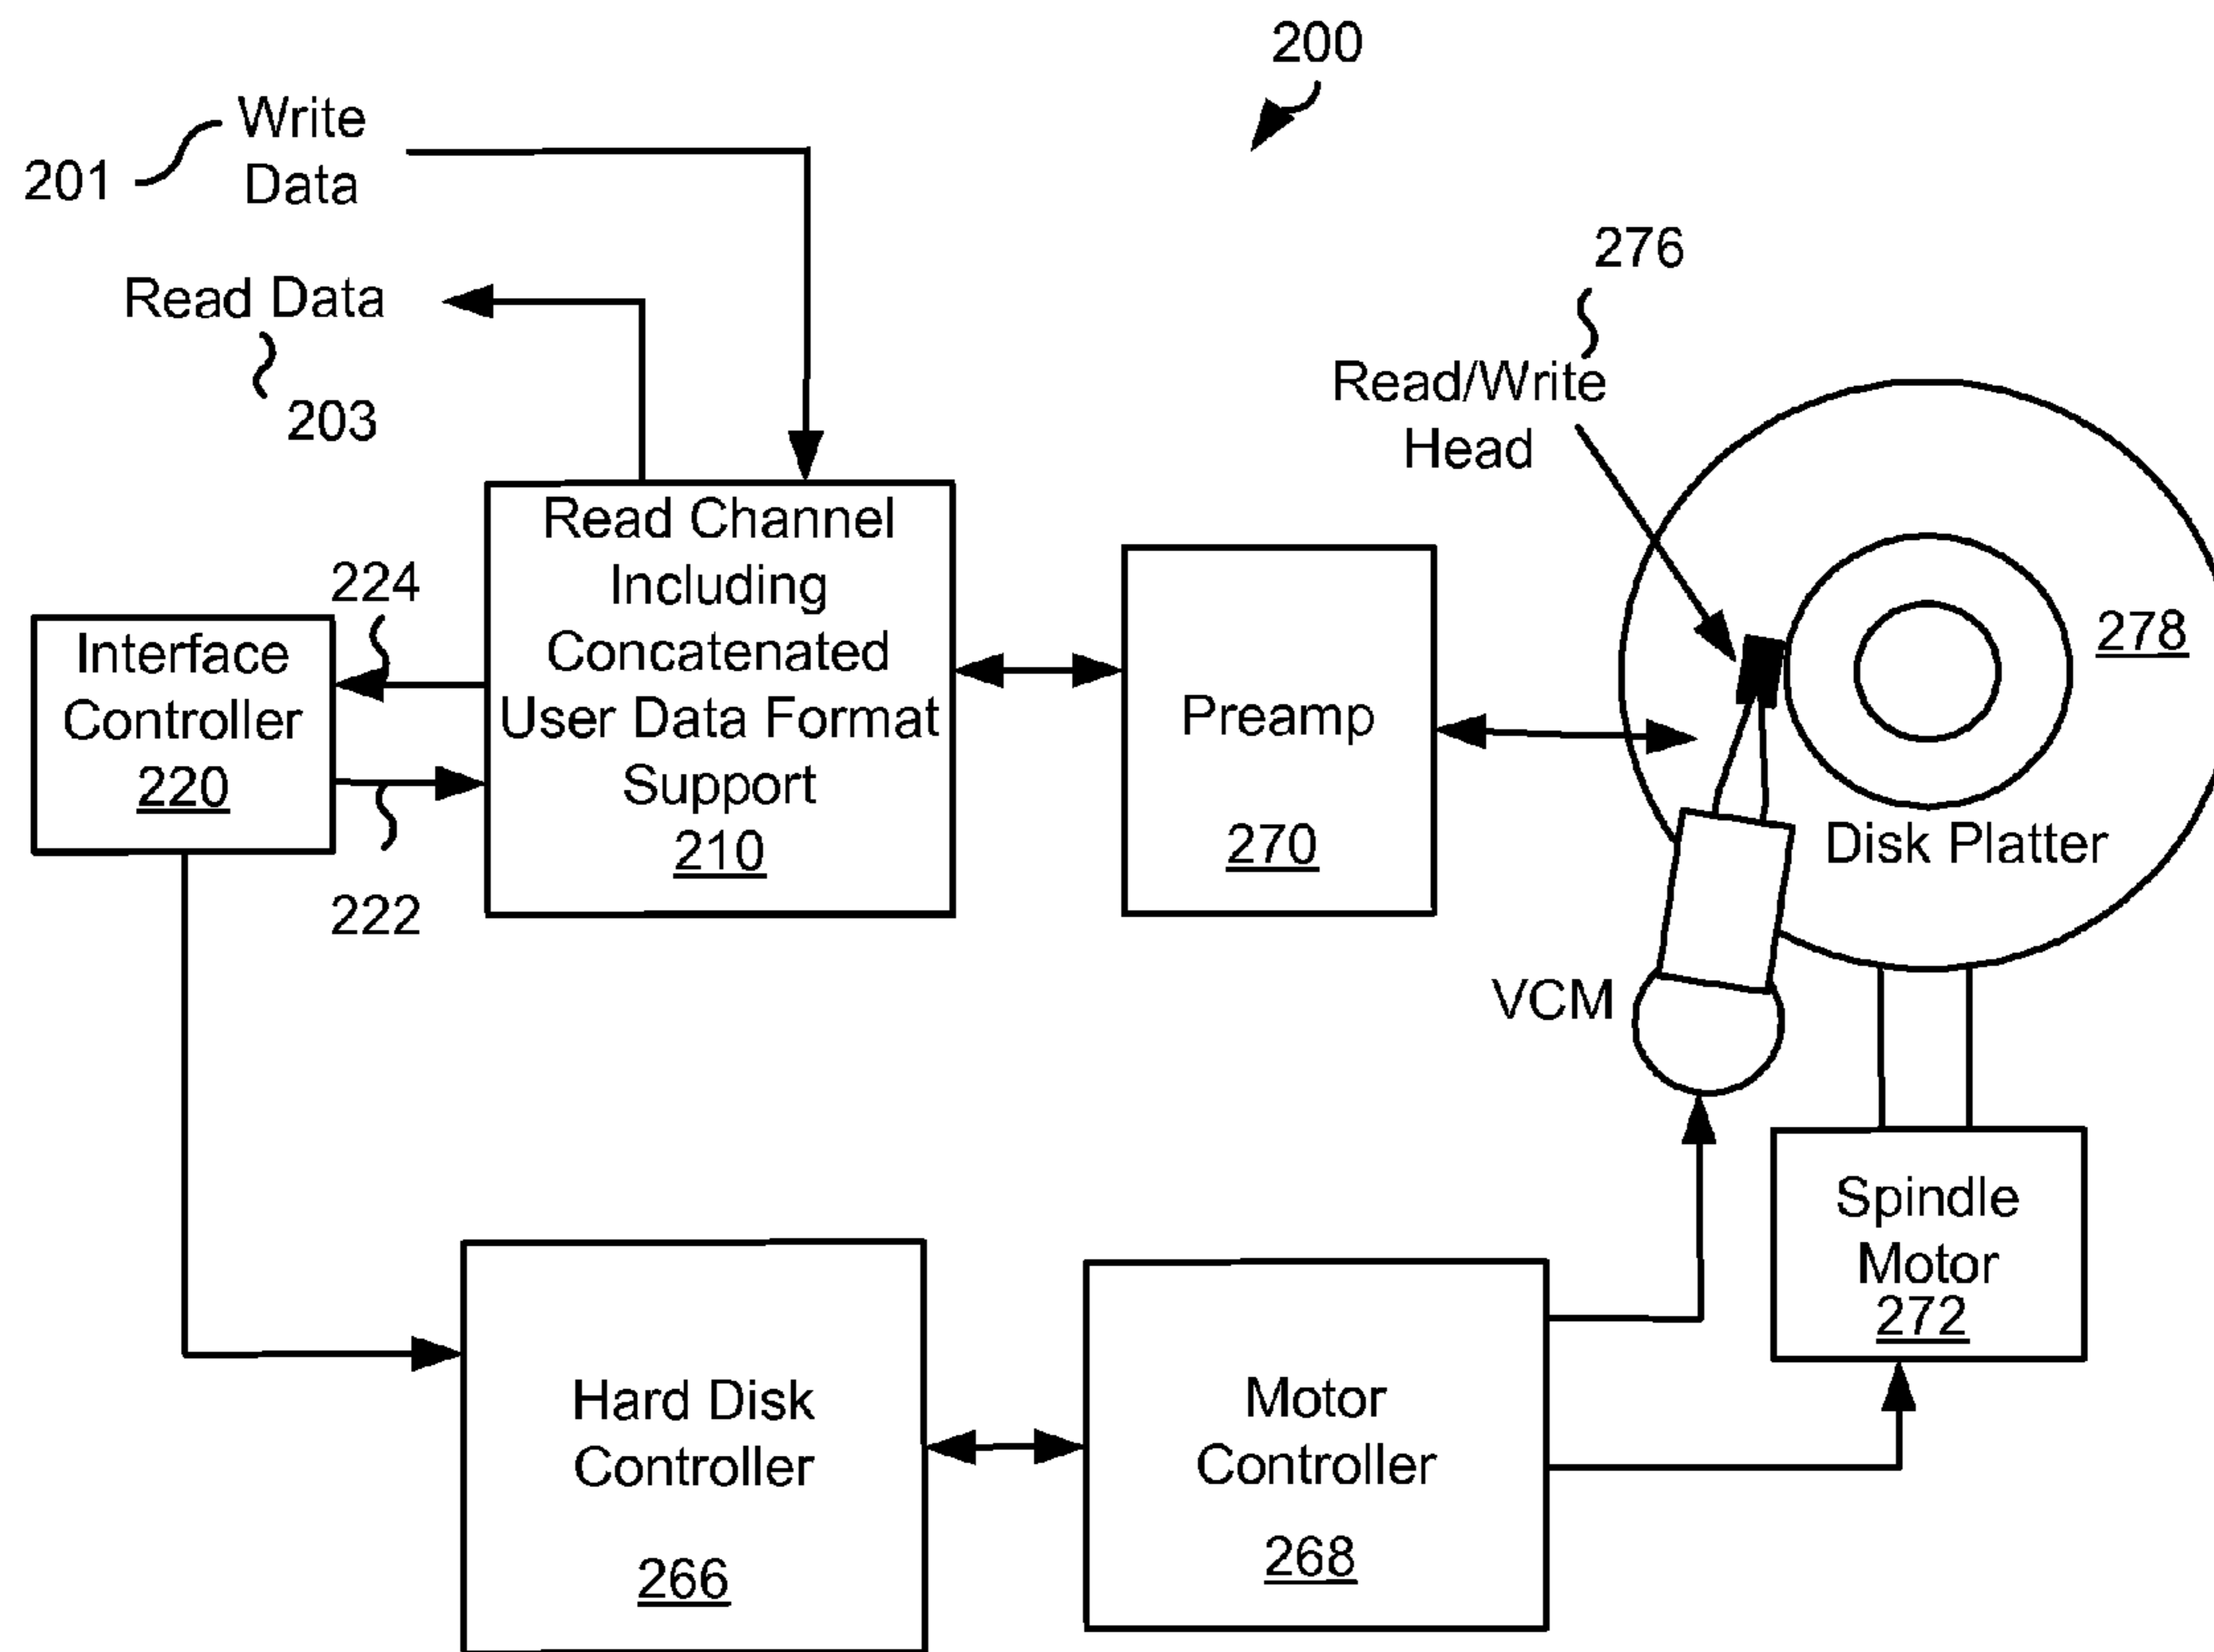 200
Write
Data
201
Read Data
203
276
Read/Write
Head
Read Channel
Including
Concatenated
User Data Format
Support
210
224
222
Interface
Controller
220
Preamp
270
278
Disk Platter
VCM
Spindle
Motor
272
Hard Disk
Controller
266
Motor
Controller
268